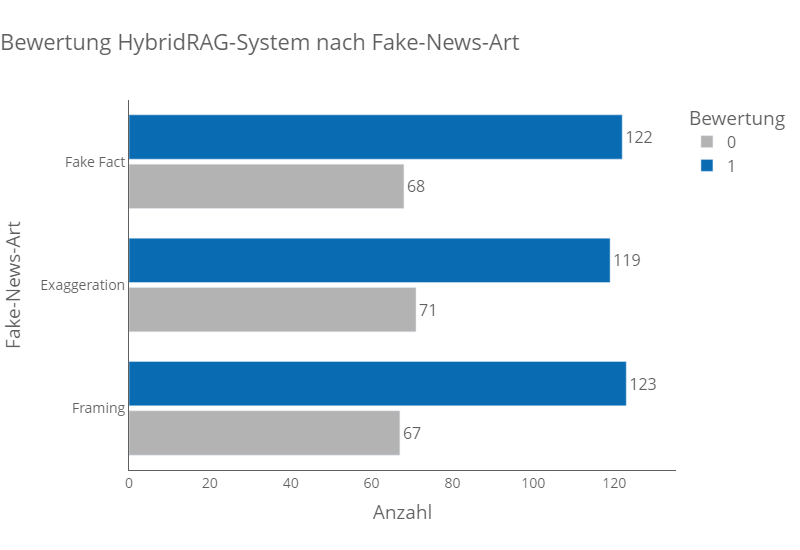 Bewertung HybridRAG-System nach Fake-News-Art
Bewertung
0
1
Fake-News-Art
Fake Fact
122
68
Exaggeration
119
71
Framing
123
67
0 20 40 60 80 100 120
Anzahl